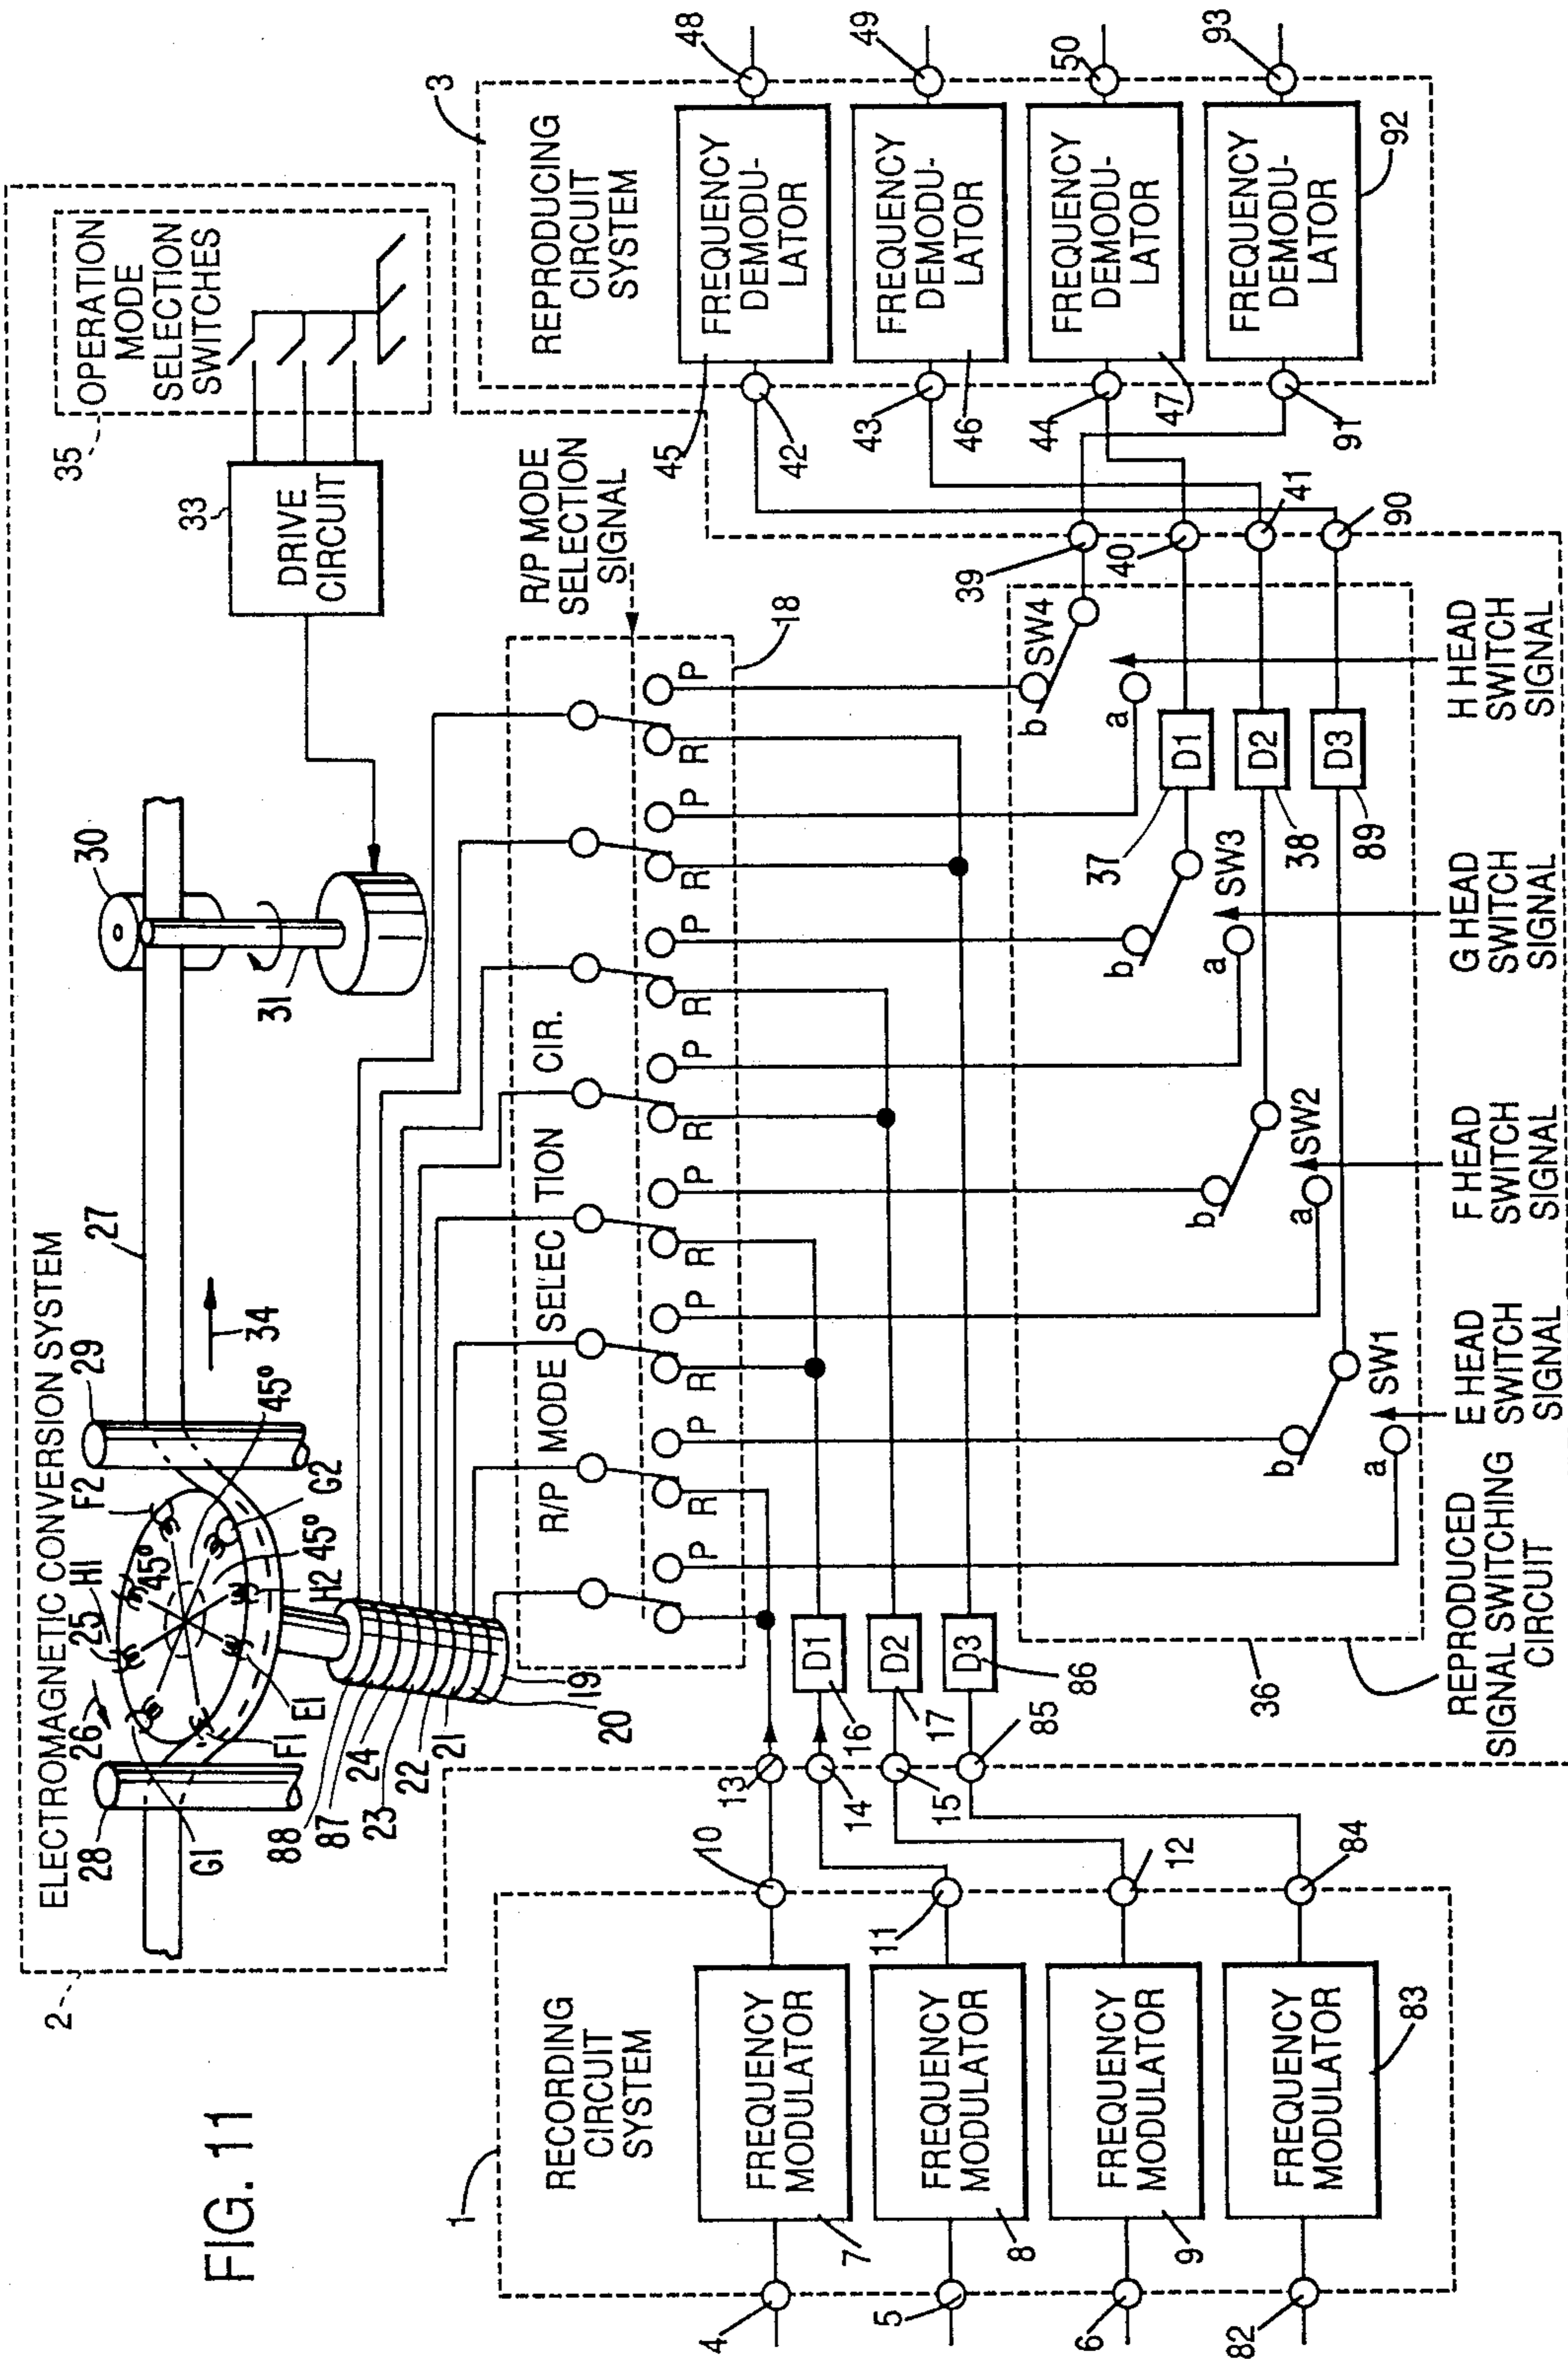 FIG. 11
ELECTROMAGNETIC CONVERSION SYSTEM
2
28
G1
26
25
H1
F2
29
45°
45°
45°
G2
H2
E1
F1
34
27
30
31
33
DRIVE
CIRCUIT
35
OPERATION
MODE
SELECTION
SWITCHES
88
87
24
23
22
21
20
19
R/P MODE SELECTION CIR.
R/P MODE
SELECTION
SIGNAL
18
R P R P R P R P R P R P R P P
1
RECORDING
CIRCUIT
SYSTEM
4
FREQUENCY
MODULATOR
7
10
13
5
FREQUENCY
MODULATOR
8
11
14
D1
16
6
FREQUENCY
MODULATOR
9
12
15
D2
17
82
FREQUENCY
MODULATOR
83
84
85
D3
86
36
REPRODUCED
SIGNAL SWITCHING
CIRCUIT
b
a
SW1
E HEAD
SWITCH
SIGNAL
b
a
SW2
F HEAD
SWITCH
SIGNAL
b
a
SW3
G HEAD
SWITCH
SIGNAL
b
a
SW4
H HEAD
SWITCH
SIGNAL
37
D1
38
D2
89
D3
39
40
41
90
3
REPRODUCING
CIRCUIT
SYSTEM
45
FREQUENCY
DEMODU-
LATOR
42
48
FREQUENCY
DEMODU-
LATOR
43
46
49
FREQUENCY
DEMODU-
LATOR
44
47
50
FREQUENCY
DEMODU-
LATOR
91
92
93